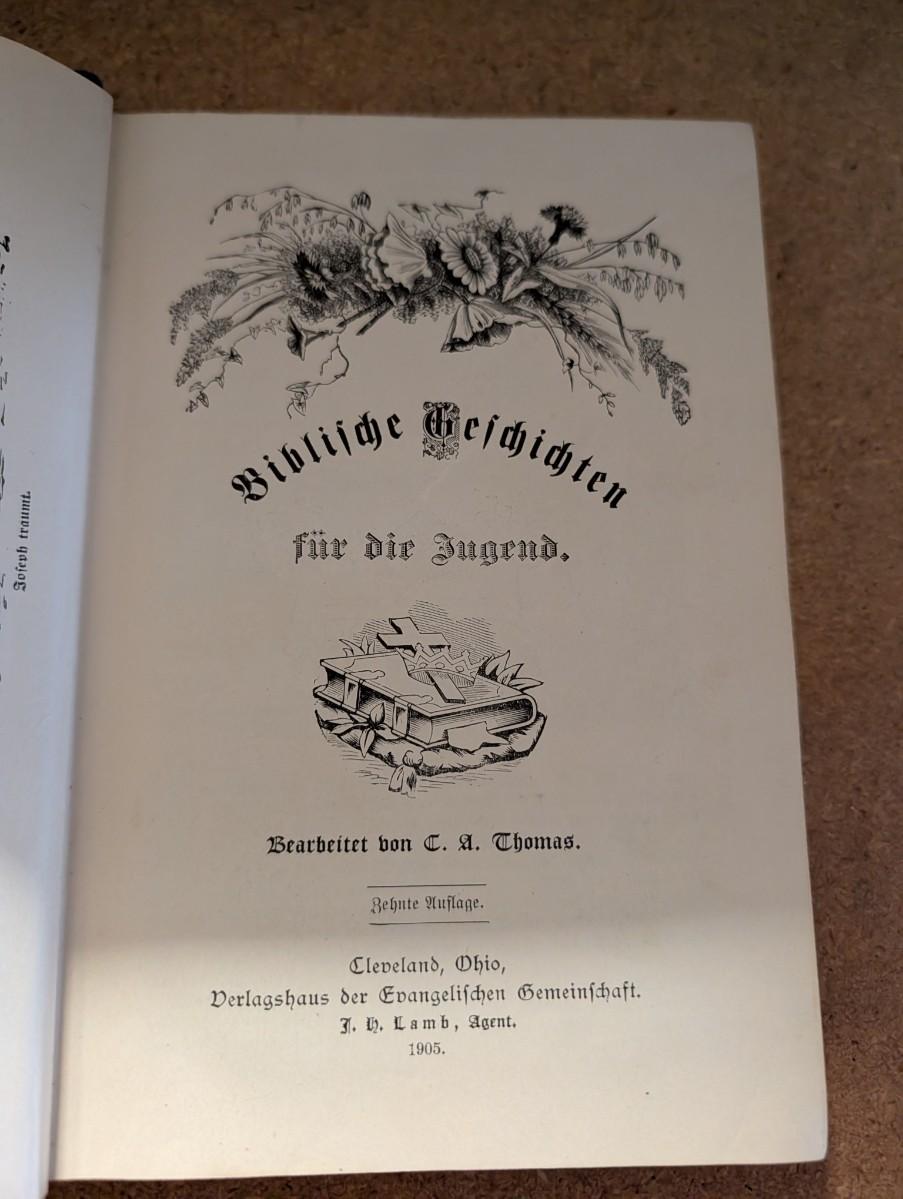 Joseph träumt.
Biblische Geschichten
für die Jugend.
Bearbeitet von C. A. Thomas.
Zehnte Auflage.
Cleveland, Ohio,
Verlagshaus der Evangelischen Gemeinschaft.
J. H. Lamb, Agent.
1905.